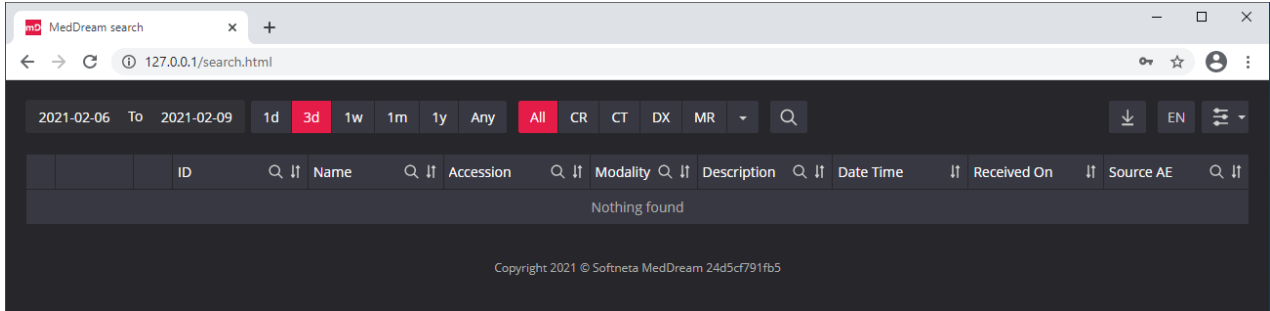 mD MedDream search
127.0.0.1/search.html
2021-02-06 To 2021-02-09 1d 3d 1w 1m 1y Any All CR CT DX MR EN
ID Name Accession Modality Description Date Time Received On Source AE
Nothing found
Copyright 2021 © Softneta MedDream 24d5cf791fb5